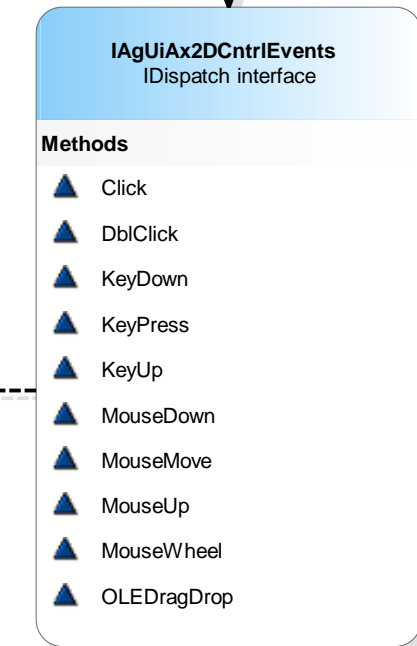 IAgUiAx2DCntrlEvents
IDispatch interface
Methods
Click
DblClick
KeyDown
KeyPress
KeyUp
MouseDown
MouseMove
MouseUp
MouseWheel
OLEDragDrop